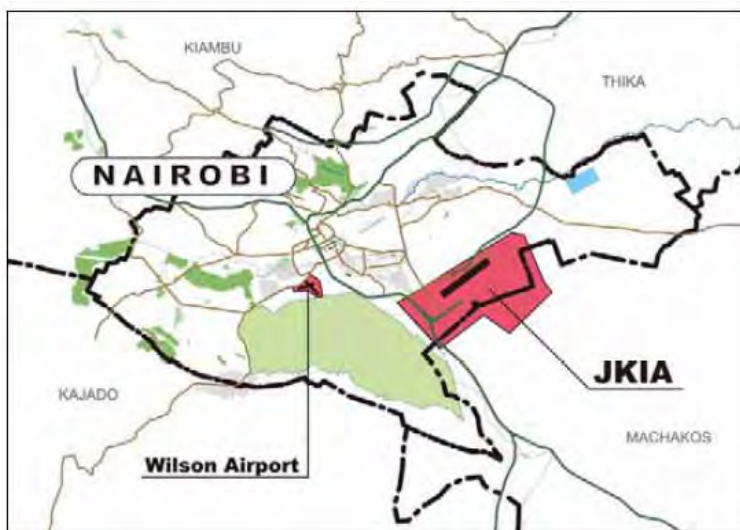 KIAMBU
THIKA
NAIROBI
JKIA
KAJADO
MACHAKOS
Wilson Airport